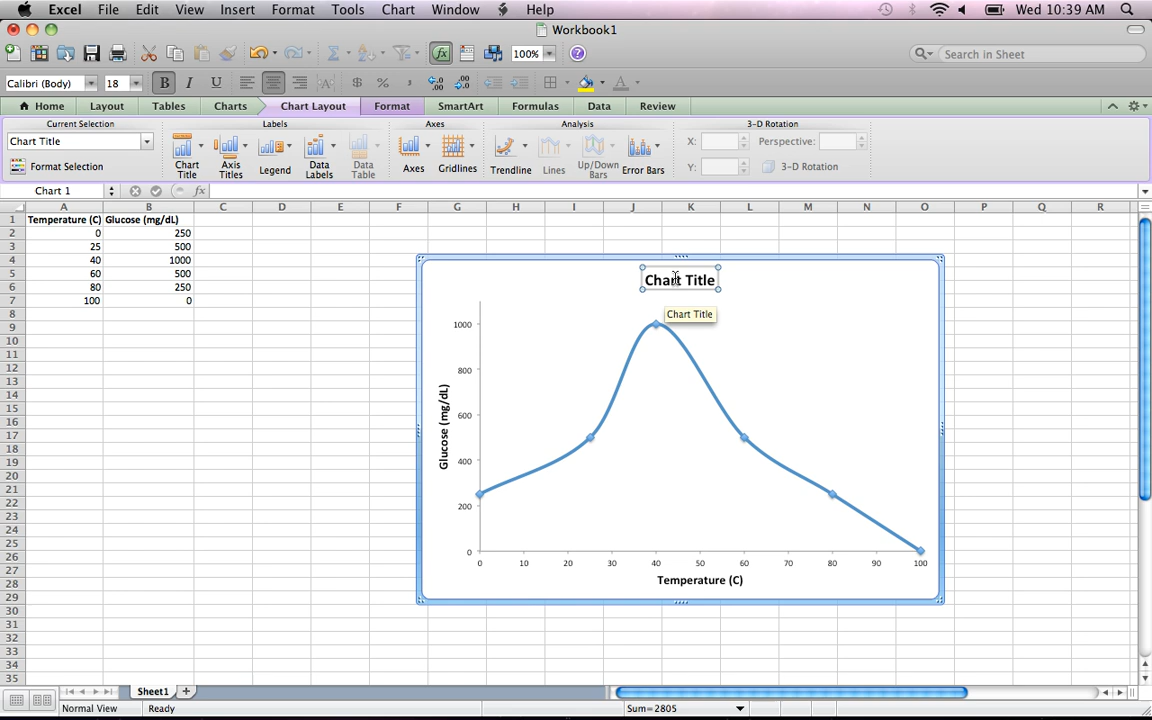 Excel File Edit View Insert Format Tools Chart Window Help Wed 10:39 AM
Workbook1
100% Search in Sheet
Calibri (Body) 18 B I U
Home Layout Tables Charts Chart Layout Format SmartArt Formulas Data Review
Current Selection Labels Axes Analysis 3-D Rotation
Chart Title X: Perspective:
Format Selection Chart Title Axis Titles Legend Data Labels Data Table Axes Gridlines Trendline Lines Up/Down Bars Error Bars Y: 3-D Rotation
Chart 1 fx
A B C D E F G H I J K L M N O P Q R
1 Temperature (C) Glucose (mg/dL)
2 0 250
3 25 500
4 40 1000
5 60 500
6 80 250
7 100 0
8
9
10
11
12
13
14
15
16
17
18
19
20
21
22
23
24
25
26
27
28
29
30
31
32
33
34
35
Chart Title
Chart Title
1000
800
600
400
200
0
Glucose (mg/dL)
0 10 20 30 40 50 60 70 80 90 100
Temperature (C)
Sheet1
Normal View Ready Sum=2805